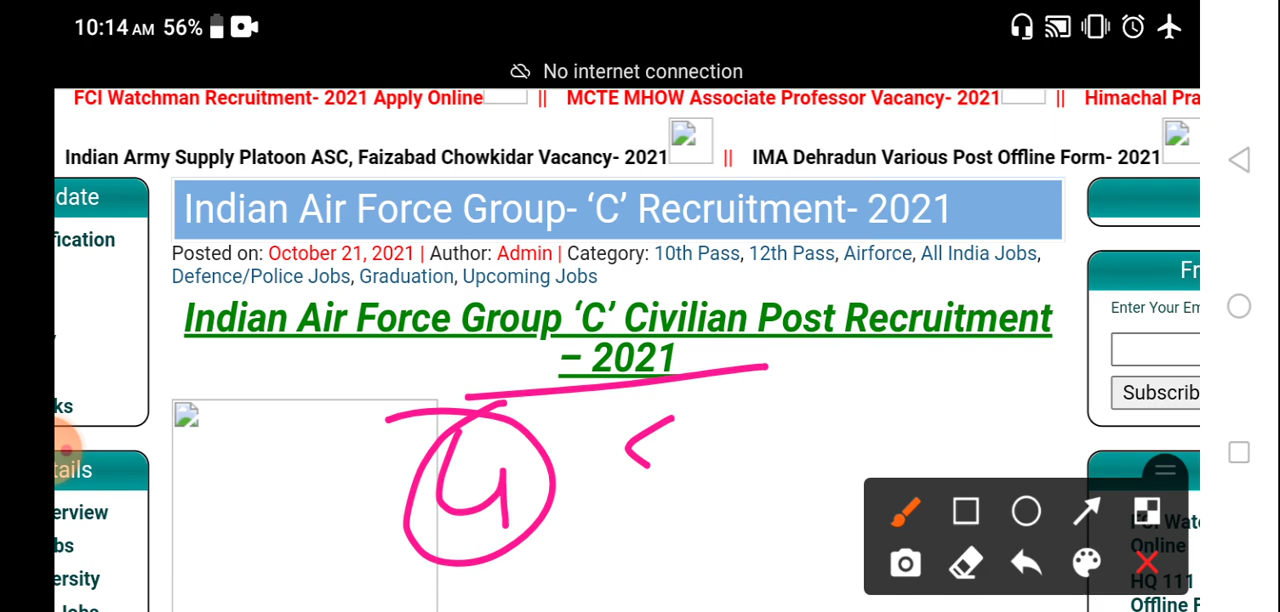 10:14 AM 56%
No internet connection
FCI Watchman Recruitment- 2021 Apply Online || MCTE MHOW Associate Professor Vacancy- 2021 || Himachal Pra
Indian Army Supply Platoon ASC, Faizabad Chowkidar Vacancy- 2021 || IMA Dehradun Various Post Offline Form- 2021
date
fication
ks
tails
erview
bs
ersity
Jobs
Indian Air Force Group- ‘C’ Recruitment- 2021
Posted on: October 21, 2021 | Author: Admin | Category: 10th Pass, 12th Pass, Airforce, All India Jobs,
Defence/Police Jobs, Graduation, Upcoming Jobs
Indian Air Force Group ‘C’ Civilian Post Recruitment
– 2021
4
Fr
Enter Your Em
Subscrib
FCI Wat
Online
HQ 111
Offline F